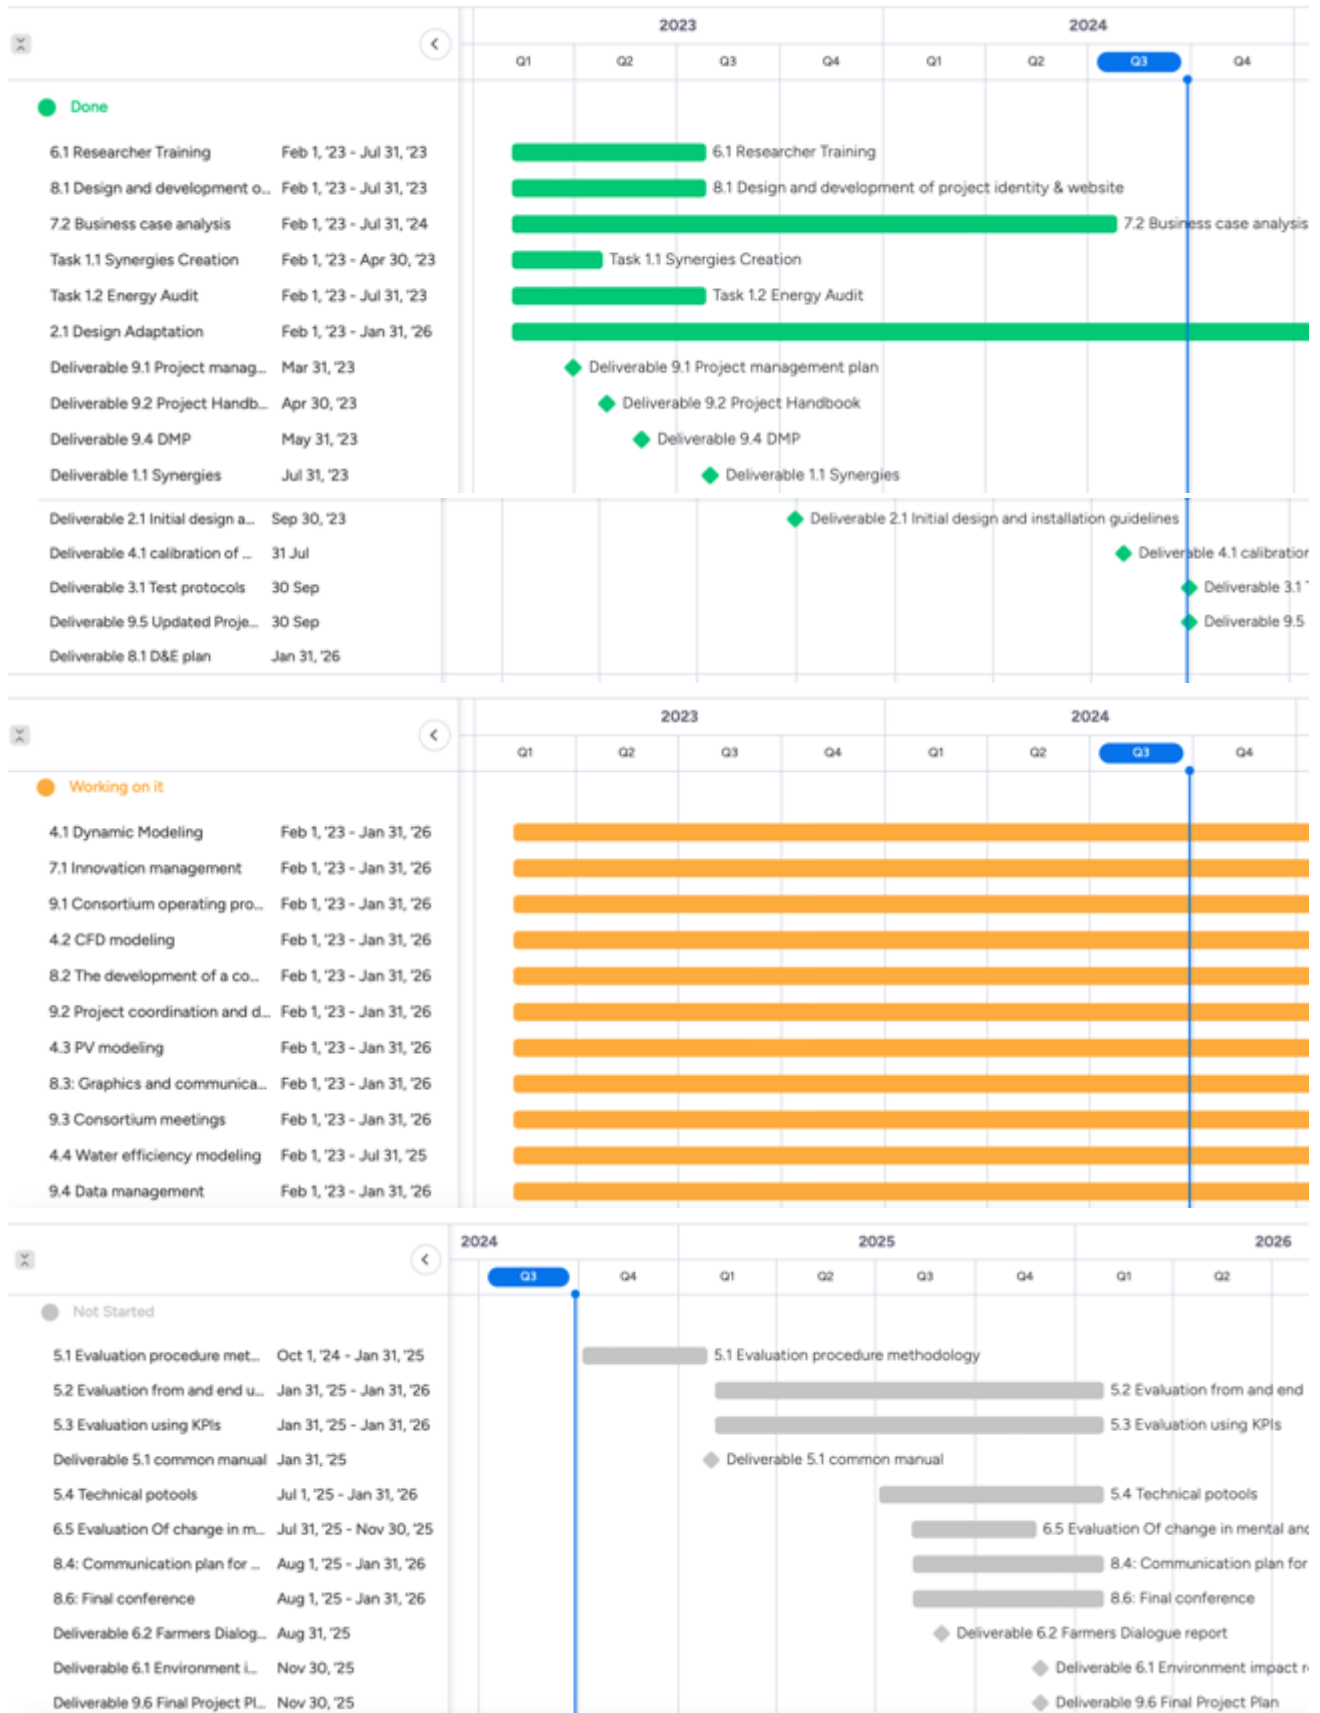 2023 2024
Q1 Q2 Q3 Q4 Q1 Q2 Q3 Q4
Done
6.1 Researcher Training Feb 1, '23 - Jul 31, '23 6.1 Researcher Training
8.1 Design and development o... Feb 1, '23 - Jul 31, '23 8.1 Design and development of project identity & website
7.2 Business case analysis Feb 1, '23 - Jul 31, '24 7.2 Business case analysis
Task 1.1 Synergies Creation Feb 1, '23 - Apr 30, '23 Task 1.1 Synergies Creation
Task 1.2 Energy Audit Feb 1, '23 - Jul 31, '23 Task 1.2 Energy Audit
2.1 Design Adaptation Feb 1, '23 - Jan 31, '26
Deliverable 9.1 Project manag... Mar 31, '23 Deliverable 9.1 Project management plan
Deliverable 9.2 Project Handb... Apr 30, '23 Deliverable 9.2 Project Handbook
Deliverable 9.4 DMP May 31, '23 Deliverable 9.4 DMP
Deliverable 1.1 Synergies Jul 31, '23 Deliverable 1.1 Synergies
Deliverable 2.1 Initial design a... Sep 30, '23 Deliverable 2.1 Initial design and installation guidelines
Deliverable 4.1 calibration of ... 31 Jul Deliverable 4.1 calibration
Deliverable 3.1 Test protocols 30 Sep Deliverable 3.1
Deliverable 9.5 Updated Proje... 30 Sep Deliverable 9.5
Deliverable 8.1 D&E plan Jan 31, '26
2023 2024
Q1 Q2 Q3 Q4 Q1 Q2 Q3 Q4
Working on it
4.1 Dynamic Modeling Feb 1, '23 - Jan 31, '26
7.1 Innovation management Feb 1, '23 - Jan 31, '26
9.1 Consortium operating pro... Feb 1, '23 - Jan 31, '26
4.2 CFD modeling Feb 1, '23 - Jan 31, '26
8.2 The development of a co... Feb 1, '23 - Jan 31, '26
9.2 Project coordination and d... Feb 1, '23 - Jan 31, '26
4.3 PV modeling Feb 1, '23 - Jan 31, '26
8.3: Graphics and communica... Feb 1, '23 - Jan 31, '26
9.3 Consortium meetings Feb 1, '23 - Jan 31, '26
4.4 Water efficiency modeling Feb 1, '23 - Jul 31, '25
9.4 Data management Feb 1, '23 - Jan 31, '26
2024 2025 2026
Q3 Q4 Q1 Q2 Q3 Q4 Q1 Q2
Not Started
5.1 Evaluation procedure met... Oct 1, '24 - Jan 31, '25 5.1 Evaluation procedure methodology
5.2 Evaluation from and end u... Jan 31, '25 - Jan 31, '26 5.2 Evaluation from and end
5.3 Evaluation using KPIs Jan 31, '25 - Jan 31, '26 5.3 Evaluation using KPIs
Deliverable 5.1 common manual Jan 31, '25 Deliverable 5.1 common manual
5.4 Technical potools Jul 1, '25 - Jan 31, '26 5.4 Technical potools
6.5 Evaluation Of change in m... Jul 31, '25 - Nov 30, '25 6.5 Evaluation Of change in mental and
8.4: Communication plan for ... Aug 1, '25 - Jan 31, '26 8.4: Communication plan for
8.6: Final conference Aug 1, '25 - Jan 31, '26 8.6: Final conference
Deliverable 6.2 Farmers Dialog... Aug 31, '25 Deliverable 6.2 Farmers Dialogue report
Deliverable 6.1 Environment i... Nov 30, '25 Deliverable 6.1 Environment impact
Deliverable 9.6 Final Project Pl... Nov 30, '25 Deliverable 9.6 Final Project Plan